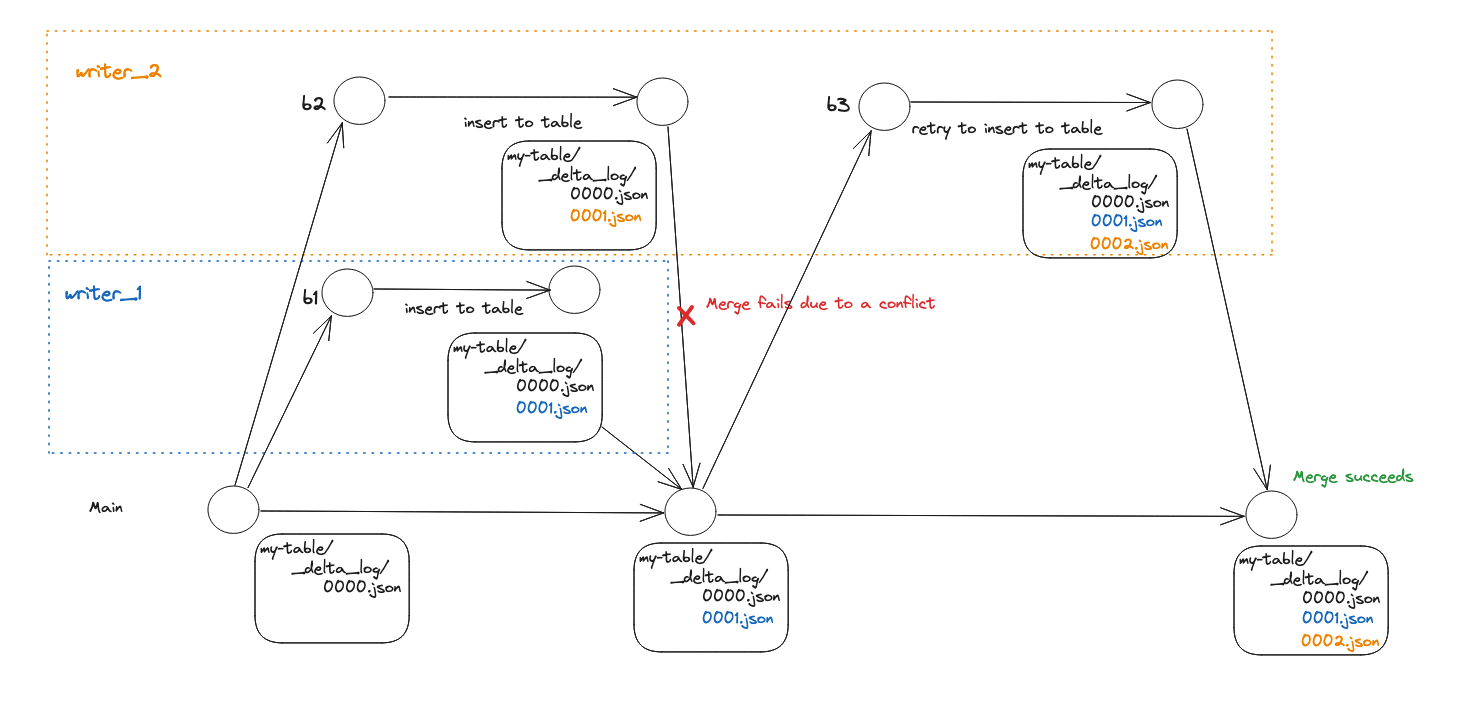 writer_2
b2
insert to table
my-table/
_delta_log/
0000.json
0001.json
b3
retry to insert to table
my-table/
_delta_log/
0000.json
0001.json
0002.json
writer_1
b1
insert to table
my-table/
_delta_log/
0000.json
0001.json
Merge fails due to a conflict
Main
my-table/
_delta_log/
0000.json
my-table/
_delta_log/
0000.json
0001.json
Merge succeeds
my-table/
_delta_log/
0000.json
0001.json
0002.json